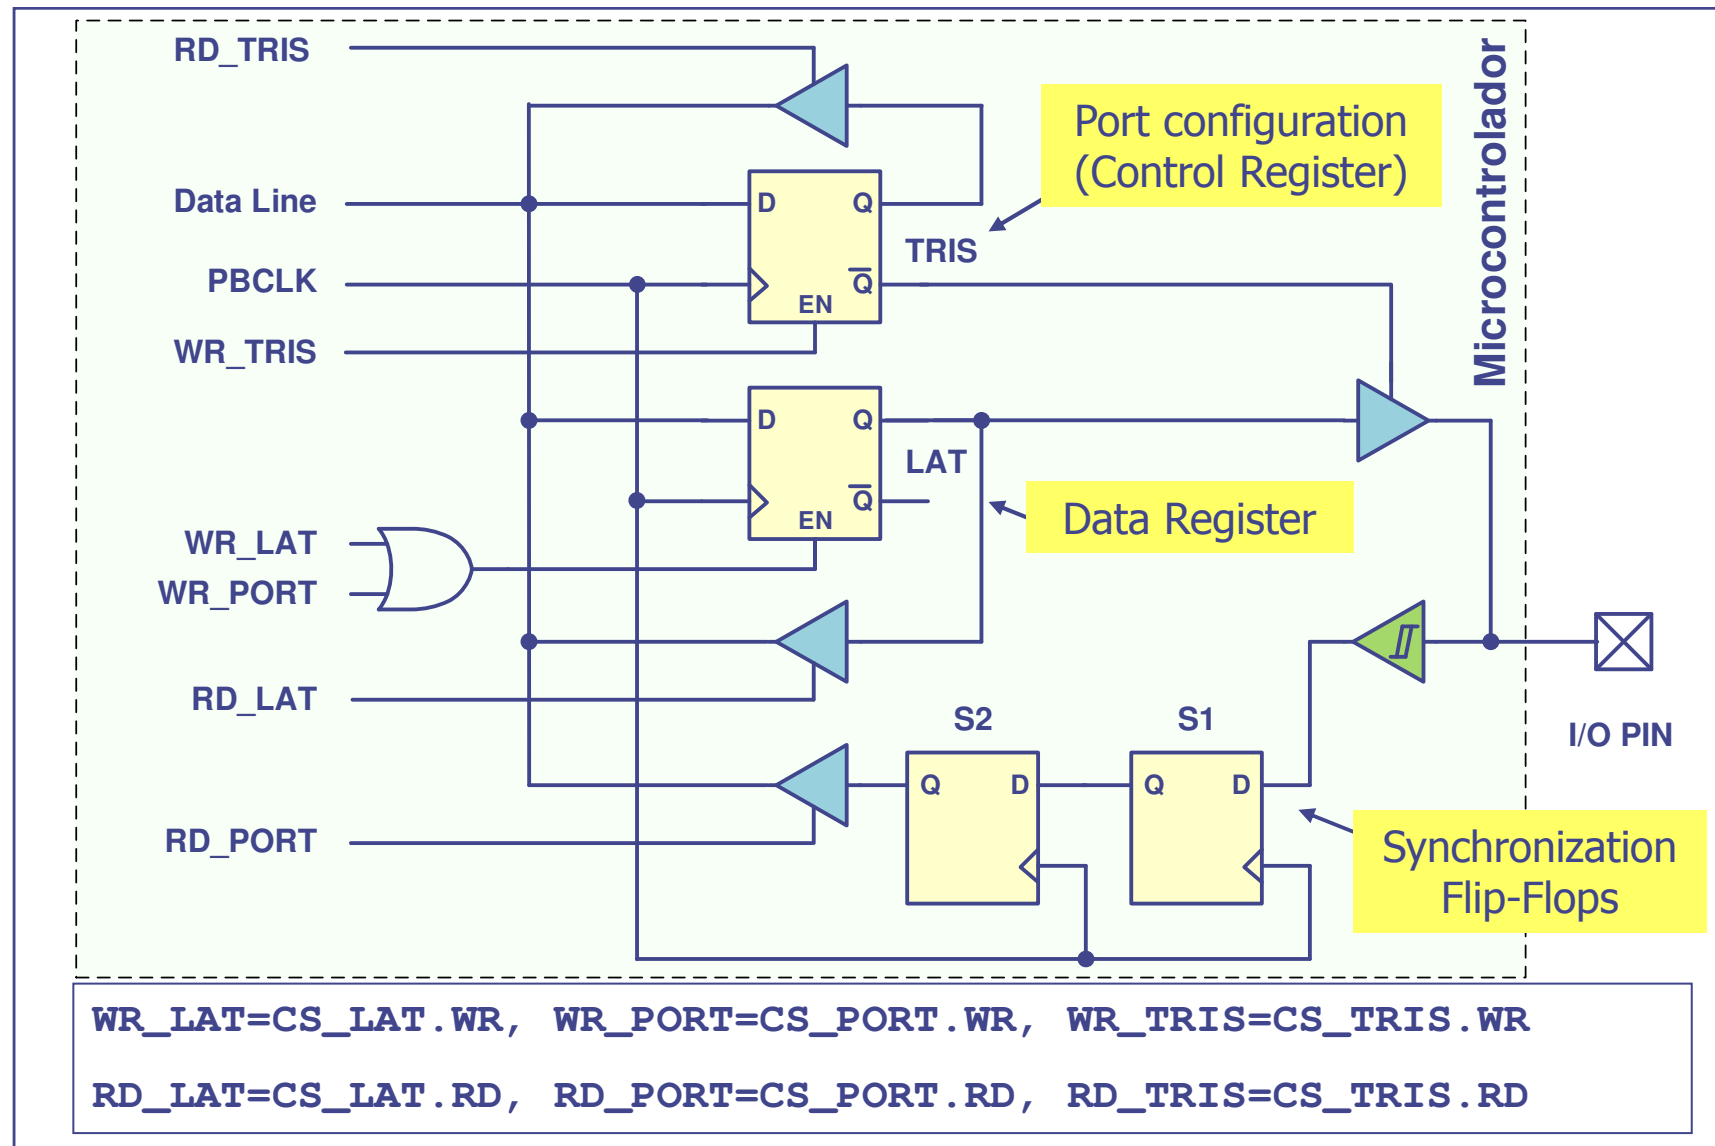 RD_TRIS
Port configuration
(Control Register)
Microcontrolador
Data Line
D
Q
TRIS
PBCLK
Q
EN
WR_TRIS
D
Q
LAT
Q
EN
Data Register
WR_LAT
WR_PORT
RD_LAT
S2
S1
I/O PIN
Q
D
Q
D
RD_PORT
Synchronization
Flip-Flops
WR_LAT=CS_LAT.WR, WR_PORT=CS_PORT.WR, WR_TRIS=CS_TRIS.WR
RD_LAT=CS_LAT.RD, RD_PORT=CS_PORT.RD, RD_TRIS=CS_TRIS.RD